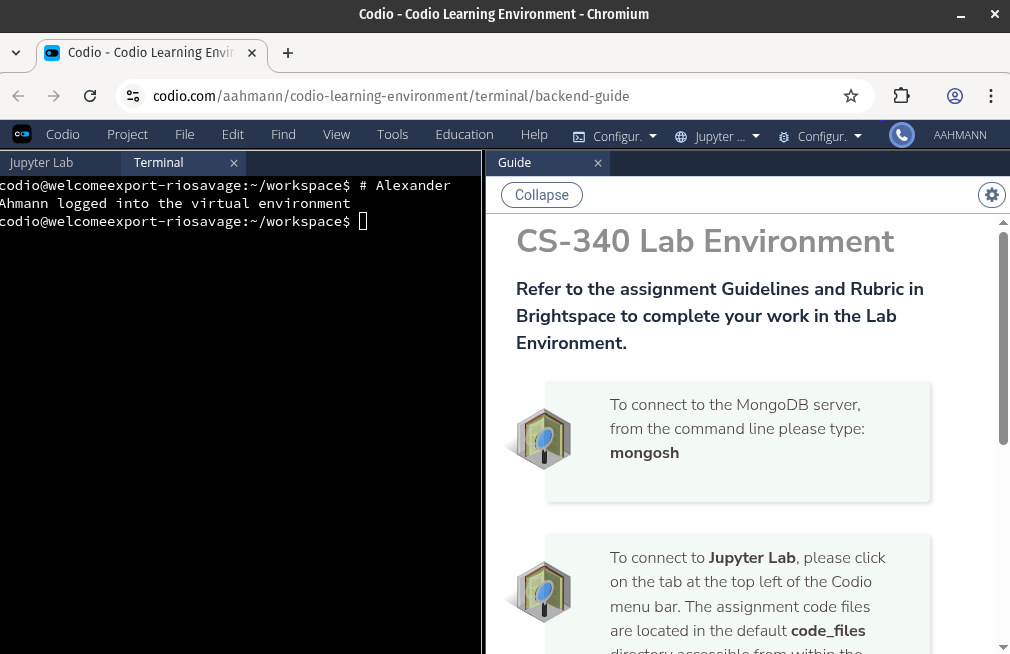 Codio - Codio Learning Environment - Chromium
Codio - Codio Learning Envir
codio.com/aahmann/codio-learning-environment/terminal/backend-guide
Codio Project File Edit Find View Tools Education Help Configur. Jupyter ... Configur. AAHMANN
Jupyter Lab Terminal
codio@welcomeexport-riosavage:~/workspace$ # Alexander
Ahmann logged into the virtual environment
codio@welcomeexport-riosavage:~/workspace$
Guide
Collapse
CS-340 Lab Environment
Refer to the assignment Guidelines and Rubric in
Brightspace to complete your work in the Lab
Environment.
To connect to the MongoDB server,
from the command line please type:
mongosh
To connect to Jupyter Lab, please click
on the tab at the top left of the Codio
menu bar. The assignment code files
are located in the default code_files
directory accessible from within the